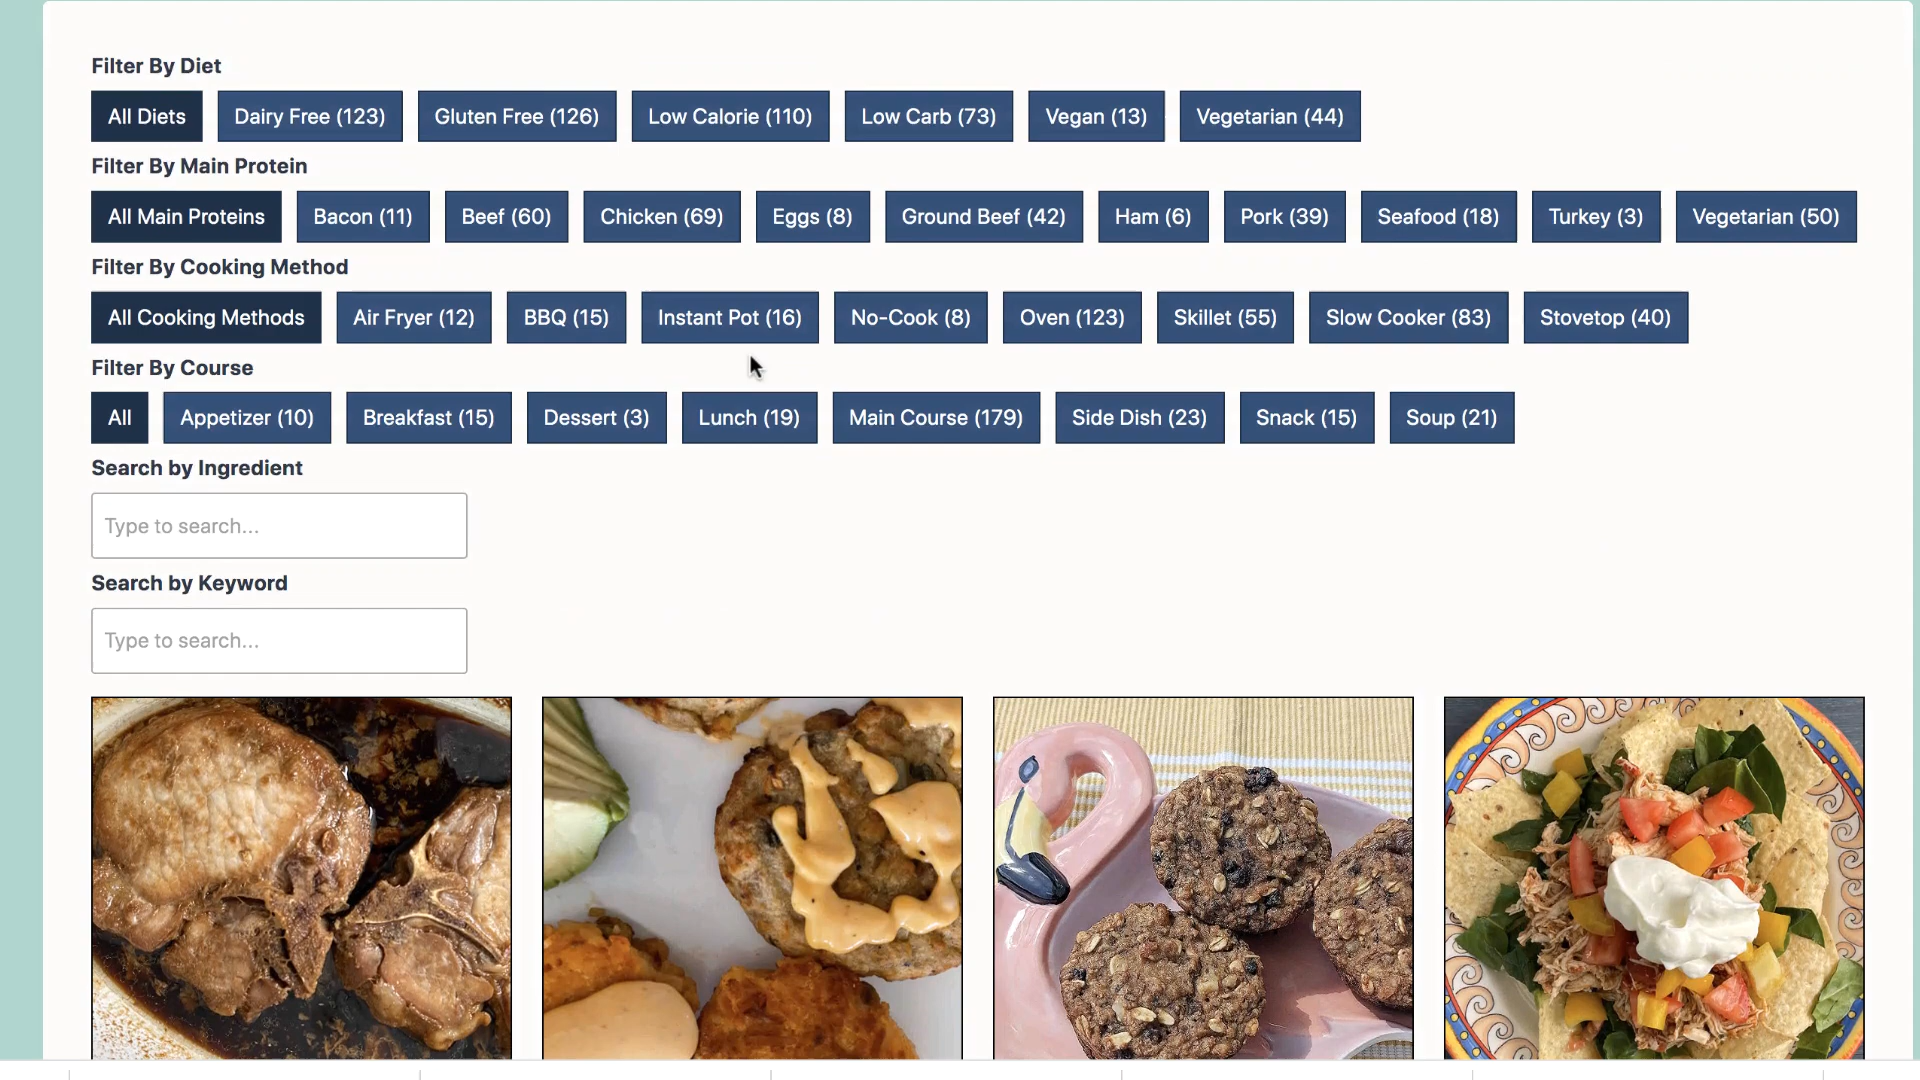 Filter By Diet
All Diets Dairy Free (123) Gluten Free (126) Low Calorie (110) Low Carb (73) Vegan (13) Vegetarian (44)
Filter By Main Protein
All Main Proteins Bacon (11) Beef (60) Chicken (69) Eggs (8) Ground Beef (42) Ham (6) Pork (39) Seafood (18) Turkey (3) Vegetarian (50)
Filter By Cooking Method
All Cooking Methods Air Fryer (12) BBQ (15) Instant Pot (16) No-Cook (8) Oven (123) Skillet (55) Slow Cooker (83) Stovetop (40)
Filter By Course
All Appetizer (10) Breakfast (15) Dessert (3) Lunch (19) Main Course (179) Side Dish (23) Snack (15) Soup (21)
Search by Ingredient
Type to search...
Search by Keyword
Type to search...